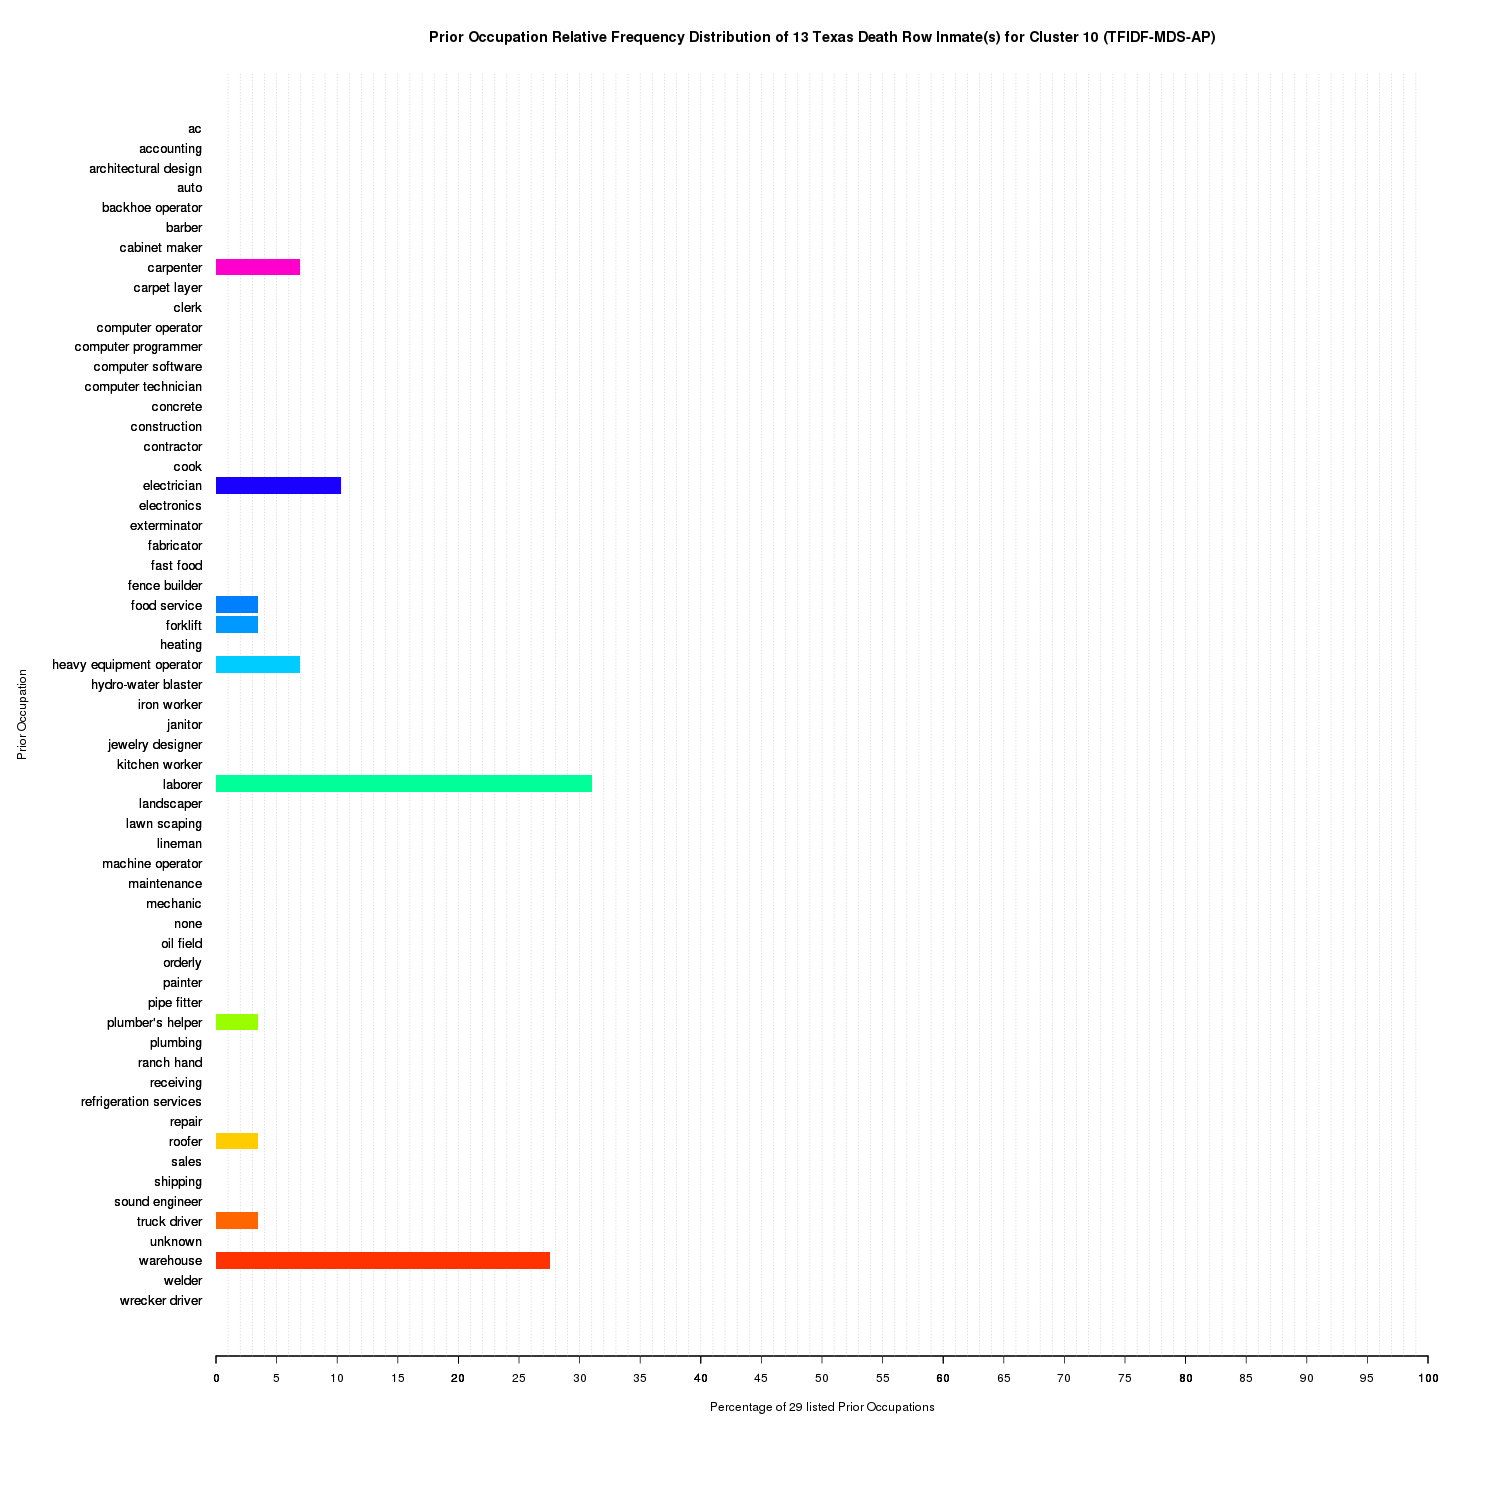 Prior Occupation Relative Frequency Distribution of 13 Texas Death Row Inmate(s) for Cluster 10 (TFIDF-MDS-AP)
Prior Occupation
ac
accounting
architectural design
auto
backhoe operator
barber
cabinet maker
carpenter
carpet layer
clerk
computer operator
computer programmer
computer software
computer technician
concrete
construction
contractor
cook
electrician
electronics
exterminator
fabricator
fast food
fence builder
food service
forklift
heating
heavy equipment operator
hydro-water blaster
iron worker
janitor
jewelry designer
kitchen worker
laborer
landscaper
lawn scaping
lineman
machine operator
maintenance
mechanic
none
oil field
orderly
painter
pipe fitter
plumber's helper
plumbing
ranch hand
receiving
refrigeration services
repair
roofer
sales
shipping
sound engineer
truck driver
unknown
warehouse
welder
wrecker driver
0 5 10 15 20 25 30 35 40 45 50 55 60 65 70 75 80 85 90 95 100
Percentage of 29 listed Prior Occupations